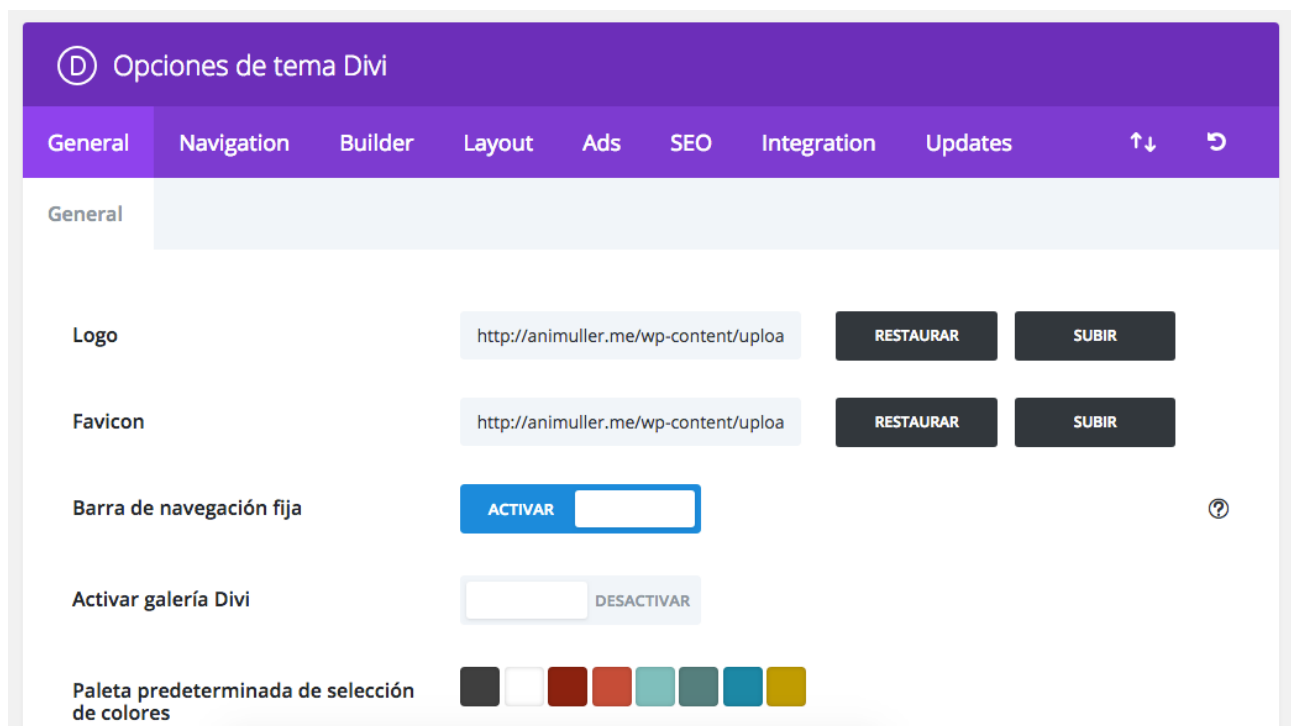 D Opciones de tema Divi
General Navigation Builder Layout Ads SEO Integration Updates
General
Logo http://animuller.me/wp-content/uploa RESTAURAR SUBIR
Favicon http://animuller.me/wp-content/uploa RESTAURAR SUBIR
Barra de navegación fija ACTIVAR ?
Activar galería Divi DESACTIVAR
Paleta predeterminada de selección
de colores